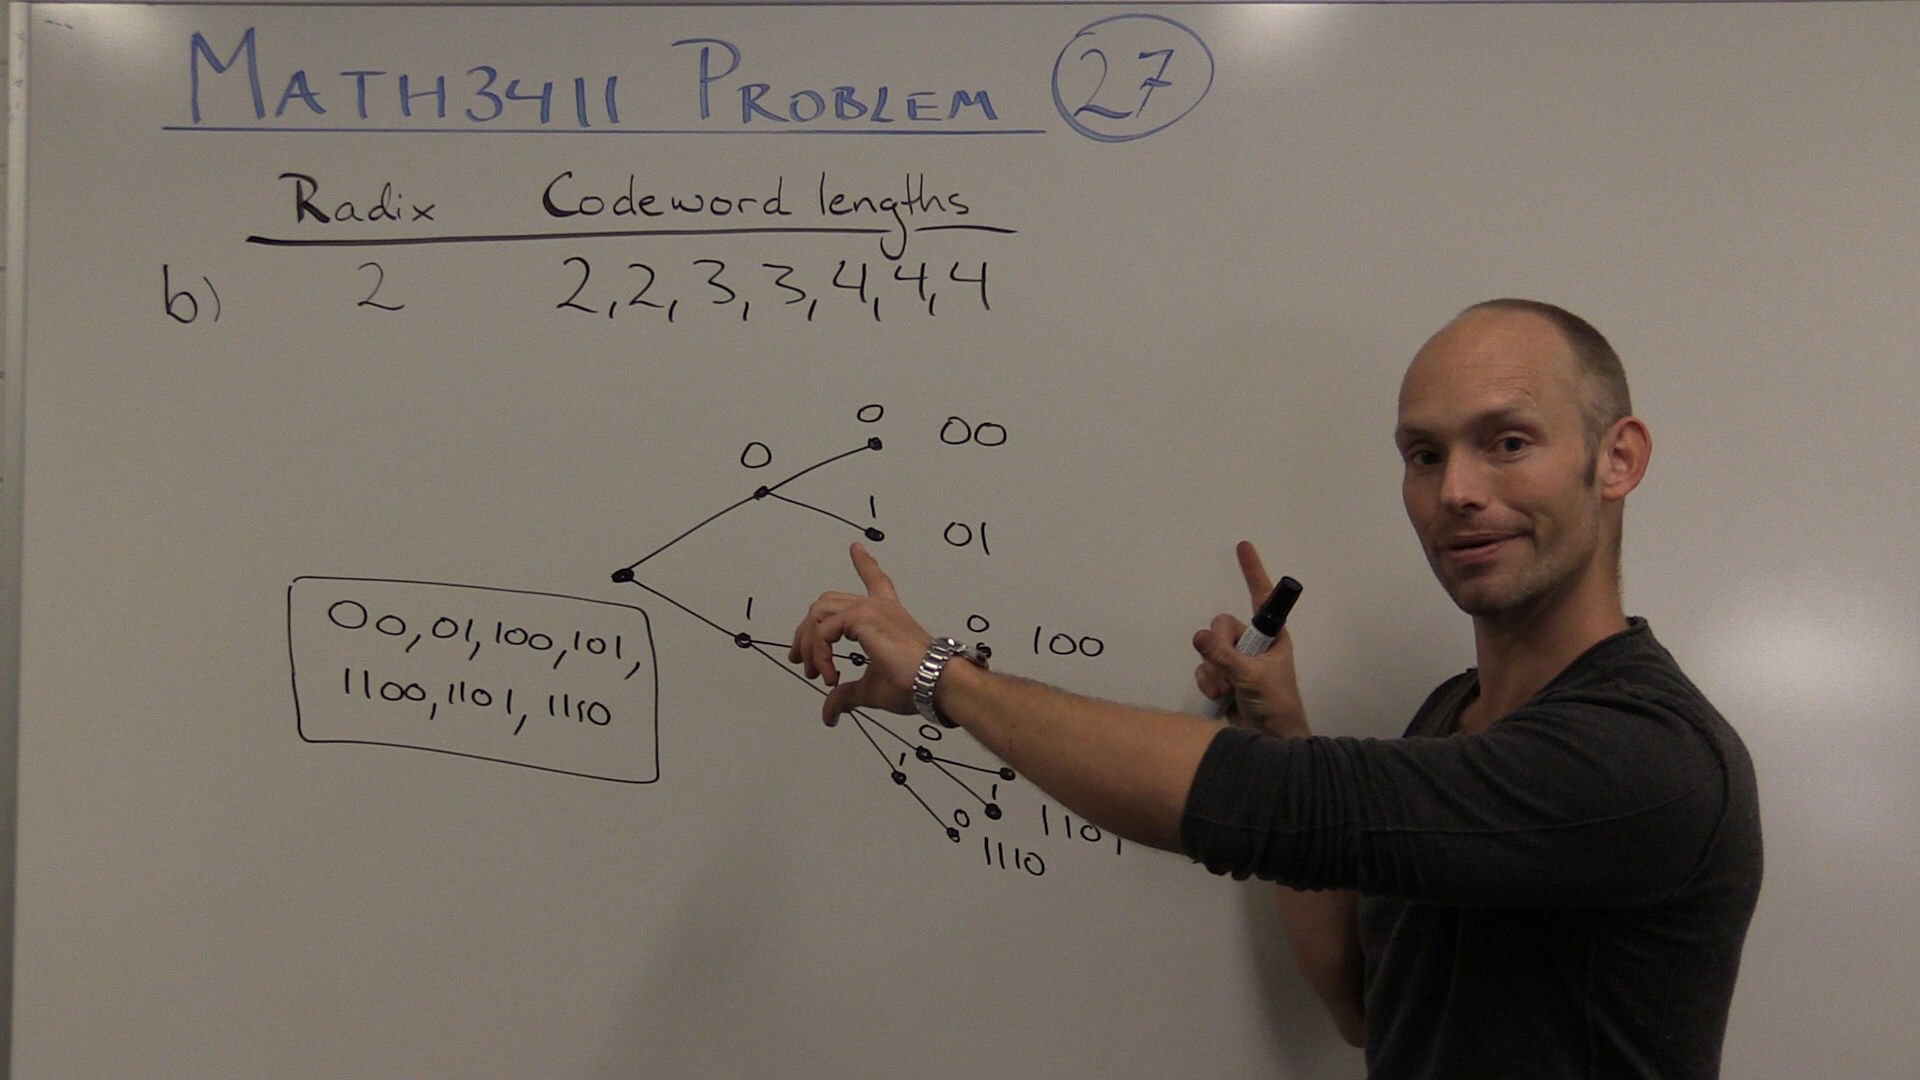 MATH3411 PROBLEM 27
Radix Codeword lengths
b) 2 2, 2, 3, 3, 4, 4, 4
0 00
0
1 01
1
0 100
00, 01, 100, 101,
1100, 1101, 1110
0
1
1
0 1101
1110